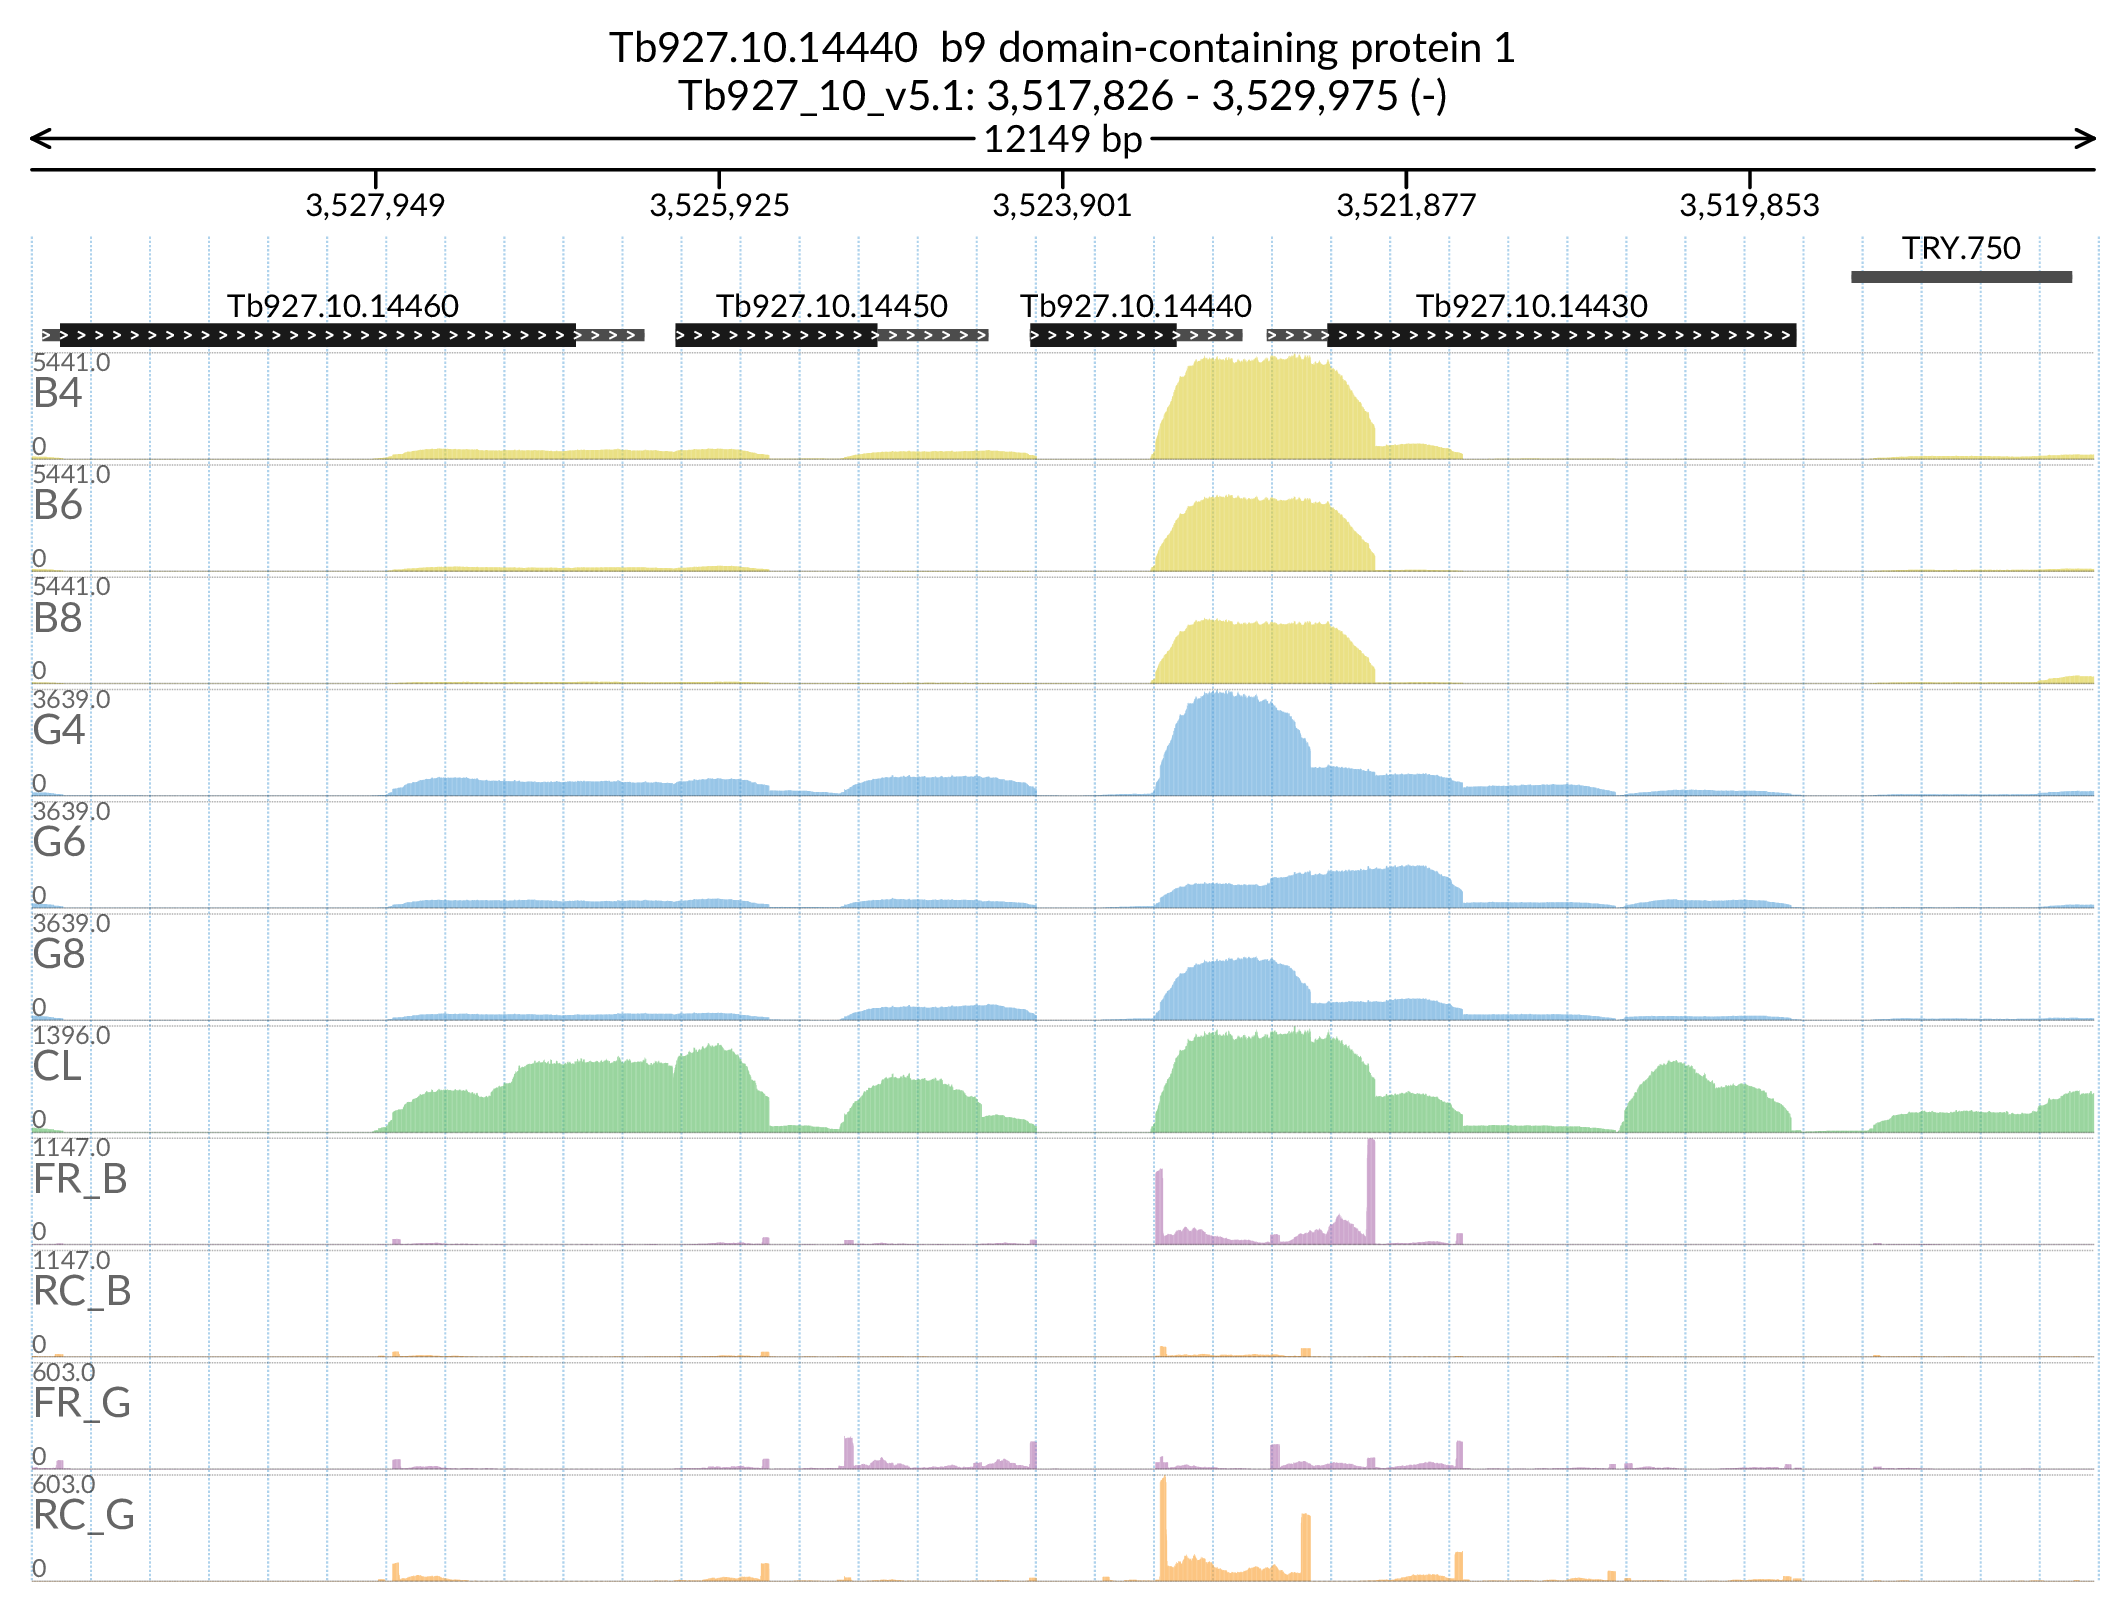 Tb927.10.14440  b9 domain-containing protein 1
Tb927_10_v5.1: 3,517,826 - 3,529,975 (-)
12149 bp
3,527,949 3,525,925 3,523,901 3,521,877 3,519,853
TRY.750
Tb927.10.14460 Tb927.10.14450 Tb927.10.14440 Tb927.10.14430
5441.0
B4
0
5441.0
B6
0
5441.0
B8
0
3639.0
G4
0
3639.0
G6
0
3639.0
G8
0
1396.0
CL
0
1147.0
FR_B
0
1147.0
RC_B
0
603.0
FR_G
0
603.0
RC_G
0